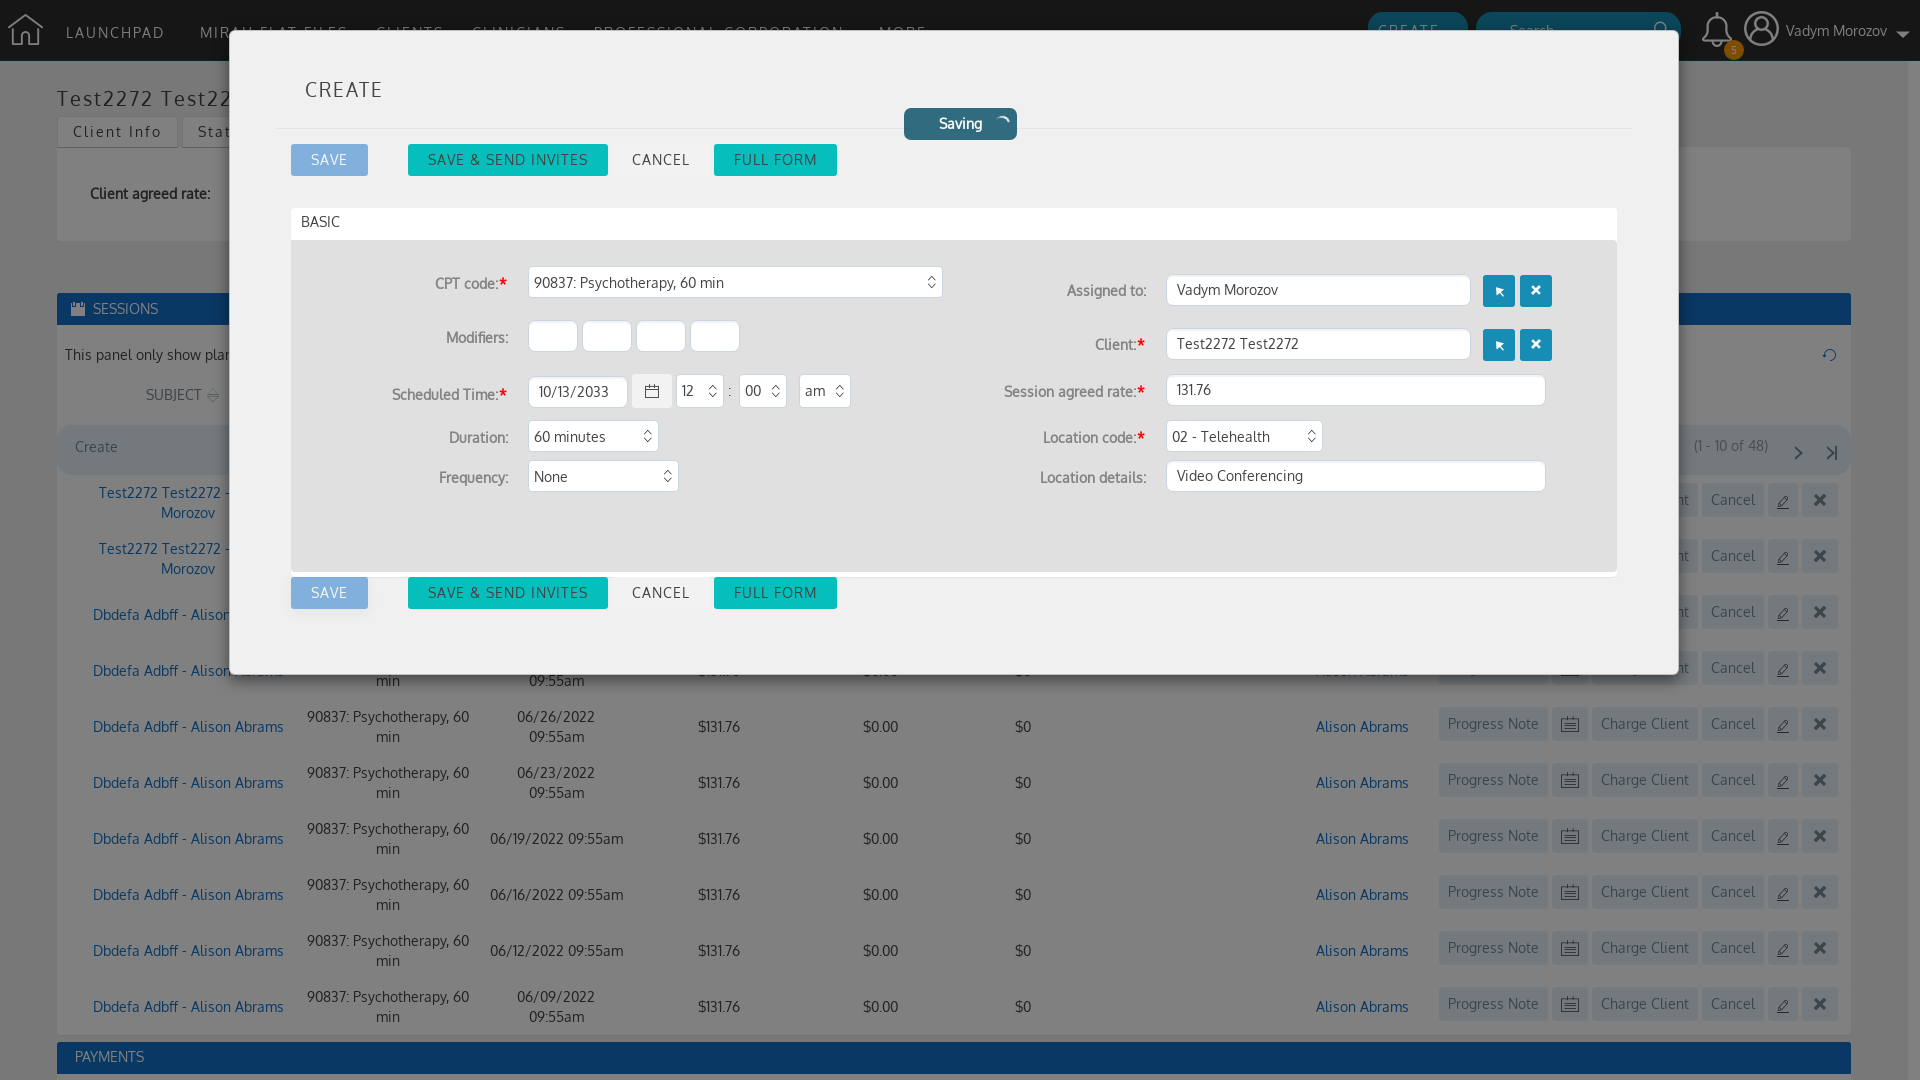 LAUNCHPAD
CREATE
Search
5
Vadym Morozov
Test2272 Test22
Client Info
Stat
Client agreed rate:
CREATE
Saving
SAVE
SAVE & SEND INVITES
CANCEL
FULL FORM
BASIC
CPT code:*
90837: Psychotherapy, 60 min
Assigned to:
Vadym Morozov
Modifiers:
Client:*
Test2272 Test2272
Scheduled Time:*
10/13/2033
12
:
00
am
Session agreed rate:*
131.76
Duration:
60 minutes
Location code:*
02 - Telehealth
Frequency:
None
Location details:
Video Conferencing
SAVE
SAVE & SEND INVITES
CANCEL
FULL FORM
SESSIONS
This panel only show plan
SUBJECT
Create
(1 - 10 of 48)
Test2272 Test2272 -
Morozov
nt
Cancel
Test2272 Test2272 -
Morozov
nt
Cancel
Dbdefa Adbff - Alison
nt
Cancel
Dbdefa Adbff - Alison Abrams
min
09:55am
nt
Cancel
Dbdefa Adbff - Alison Abrams
90837: Psychotherapy, 60
min
06/26/2022
09:55am
$131.76
$0.00
$0
Alison Abrams
Progress Note
Charge Client
Cancel
Dbdefa Adbff - Alison Abrams
90837: Psychotherapy, 60
min
06/23/2022
09:55am
$131.76
$0.00
$0
Alison Abrams
Progress Note
Charge Client
Cancel
Dbdefa Adbff - Alison Abrams
90837: Psychotherapy, 60
min
06/19/2022 09:55am
$131.76
$0.00
$0
Alison Abrams
Progress Note
Charge Client
Cancel
Dbdefa Adbff - Alison Abrams
90837: Psychotherapy, 60
min
06/16/2022 09:55am
$131.76
$0.00
$0
Alison Abrams
Progress Note
Charge Client
Cancel
Dbdefa Adbff - Alison Abrams
90837: Psychotherapy, 60
min
06/12/2022 09:55am
$131.76
$0.00
$0
Alison Abrams
Progress Note
Charge Client
Cancel
Dbdefa Adbff - Alison Abrams
90837: Psychotherapy, 60
min
06/09/2022
09:55am
$131.76
$0.00
$0
Alison Abrams
Progress Note
Charge Client
Cancel
PAYMENTS